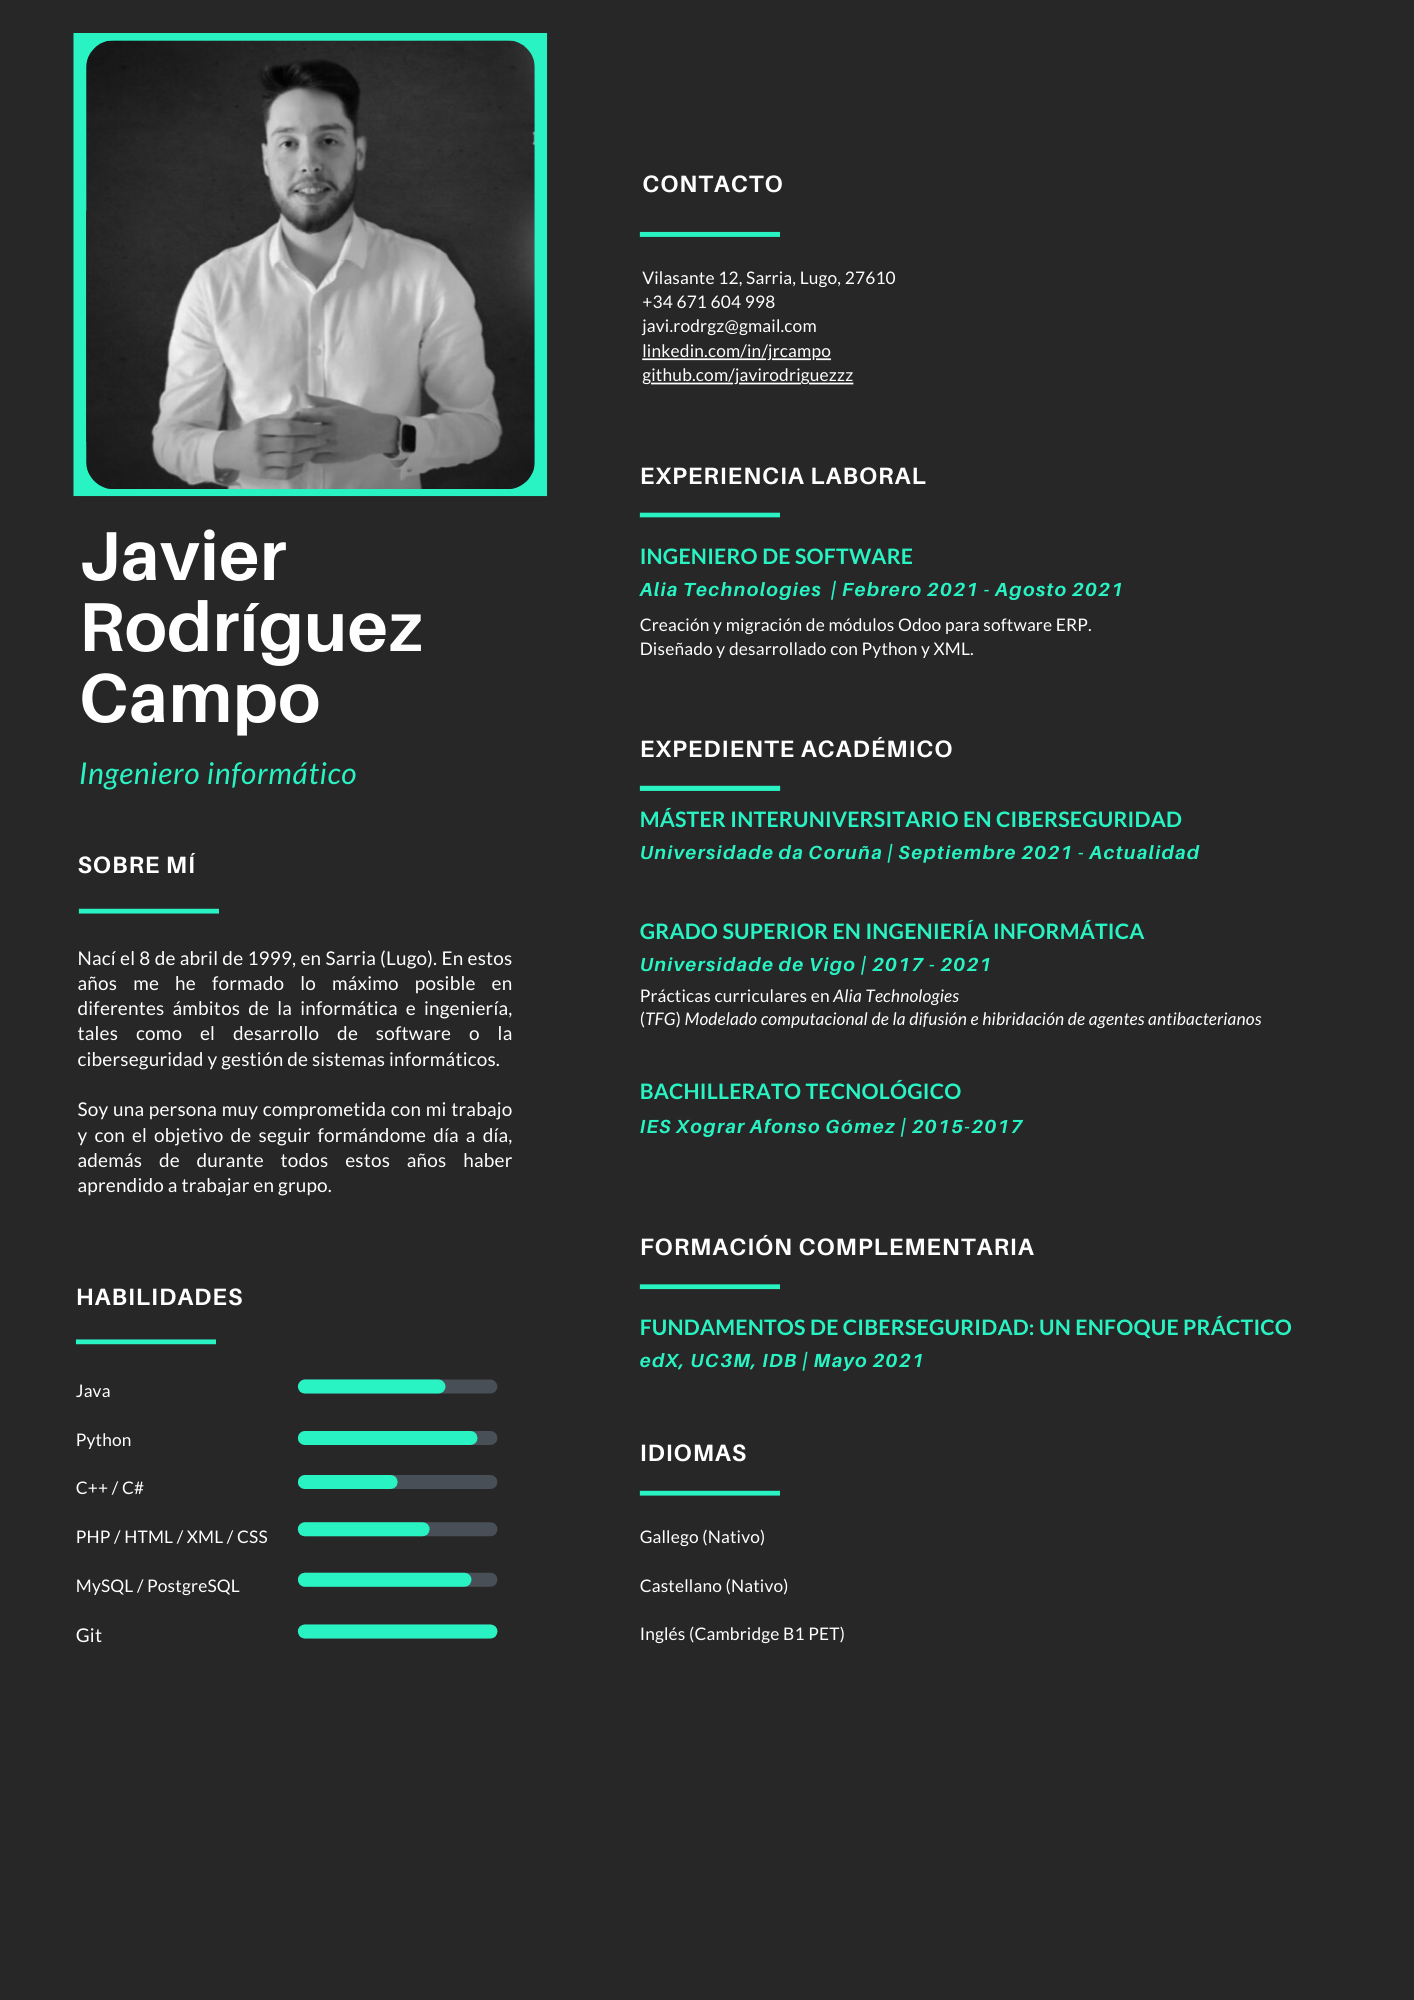 Javier
Rodríguez
Campo
Ingeniero informático
SOBRE MÍ
Nací el 8 de abril de 1999, en Sarria (Lugo). En estos
años me he formado lo máximo posible en
diferentes ámbitos de la informática e ingeniería,
tales como el desarrollo de software o la
ciberseguridad y gestión de sistemas informáticos.
Soy una persona muy comprometida con mi trabajo
y con el objetivo de seguir formándome día a día,
además de durante todos estos años haber
aprendido a trabajar en grupo.
HABILIDADES
Java
Python
C++ / C#
PHP / HTML / XML / CSS
MySQL / PostgreSQL
Git
CONTACTO
Vilasante 12, Sarria, Lugo, 27610
+34 671 604 998
javi.rodrgz@gmail.com
linkedin.com/in/jrcampo
github.com/javirodriguezzz
EXPERIENCIA LABORAL
INGENIERO DE SOFTWARE
Alia Technologies | Febrero 2021 - Agosto 2021
Creación y migración de módulos Odoo para software ERP.
Diseñado y desarrollado con Python y XML.
EXPEDIENTE ACADÉMICO
MÁSTER INTERUNIVERSITARIO EN CIBERSEGURIDAD
Universidade da Coruña | Septiembre 2021 - Actualidad
GRADO SUPERIOR EN INGENIERÍA INFORMÁTICA
Universidade de Vigo | 2017 - 2021
Prácticas curriculares en Alia Technologies
(TFG) Modelado computacional de la difusión e hibridación de agentes antibacterianos
BACHILLERATO TECNOLÓGICO
IES Xograr Afonso Gómez | 2015-2017
FORMACIÓN COMPLEMENTARIA
FUNDAMENTOS DE CIBERSEGURIDAD: UN ENFOQUE PRÁCTICO
edX, UC3M, IDB | Mayo 2021
IDIOMAS
Gallego (Nativo)
Castellano (Nativo)
Inglés (Cambridge B1 PET)